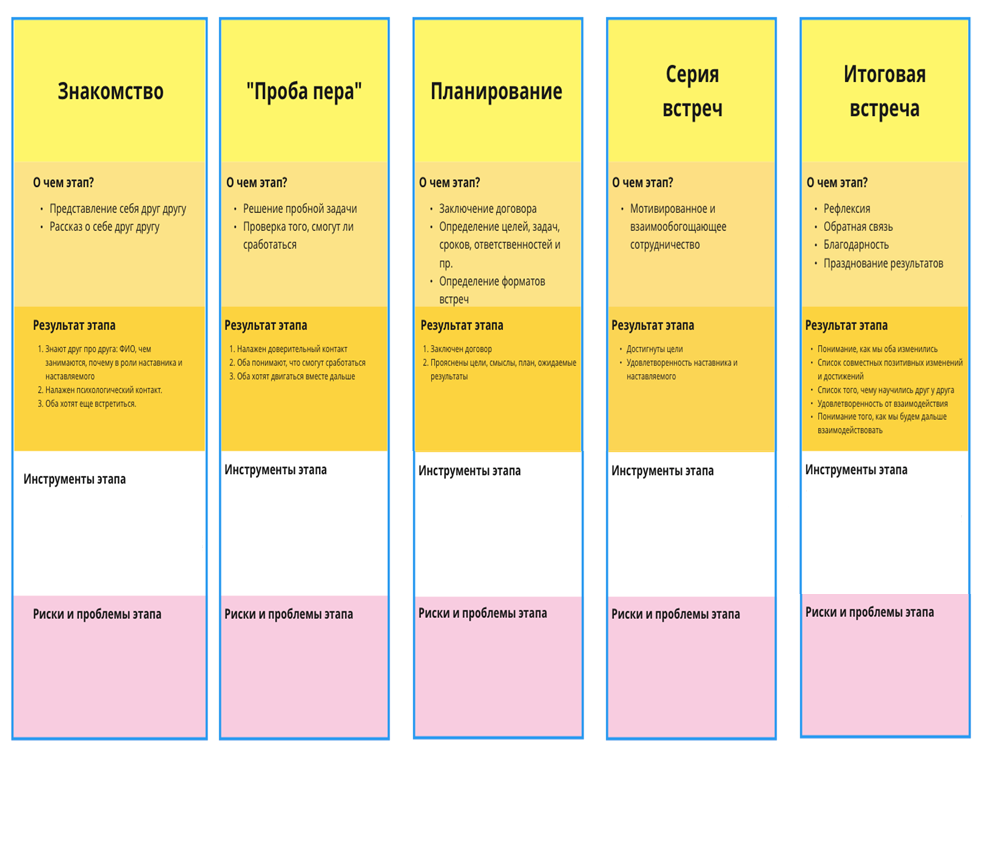 Знакомство
О чем этап?
• Представление себя друг другу
• Рассказ о себе друг другу
Результат этапа
1. Знают друг про друга: ФИО, чем
занимаются, почему в роли наставника и
наставляемого
2. Налажен психологический контакт.
3. Оба хотят еще встретиться.
Инструменты этапа
Риски и проблемы этапа
"Проба пера"
О чем этап?
• Решение пробной задачи
• Проверка того, смогут ли
сработаться
Результат этапа
1. Налажен доверительный контакт
2. Оба понимают, что смогут сработаться
3. Оба хотят двигаться вместе дальше
Инструменты этапа
Риски и проблемы этапа
Планирование
О чем этап?
• Заключение договора
• Определение целей, задач,
сроков, ответственностей и
пр.
• Определение форматов
встреч
Результат этапа
1. Заключен договор
2. Прояснены цели, смыслы, план, ожидаемые
результаты
Инструменты этапа
Риски и проблемы этапа
Серия
встреч
О чем этап?
• Мотивированное и
взаимообогощающее
сотрудничество
Результат этапа
• Достигнуты цели
• Удовлетворенность наставника и
наставляемого
Инструменты этапа
Риски и проблемы этапа
Итоговая
встреча
О чем этап?
• Рефлексия
• Обратная связь
• Благодарность
• Празднование результатов
Результат этапа
• Понимание, как мы оба изменились
• Список совместных позитивных изменений
и достижений
• Список того, чему научились друг у друга
• Удовлетворенность от взаимодействия
• Понимание того, как мы будем дальше
взаимодействовать
Инструменты этапа
Риски и проблемы этапа